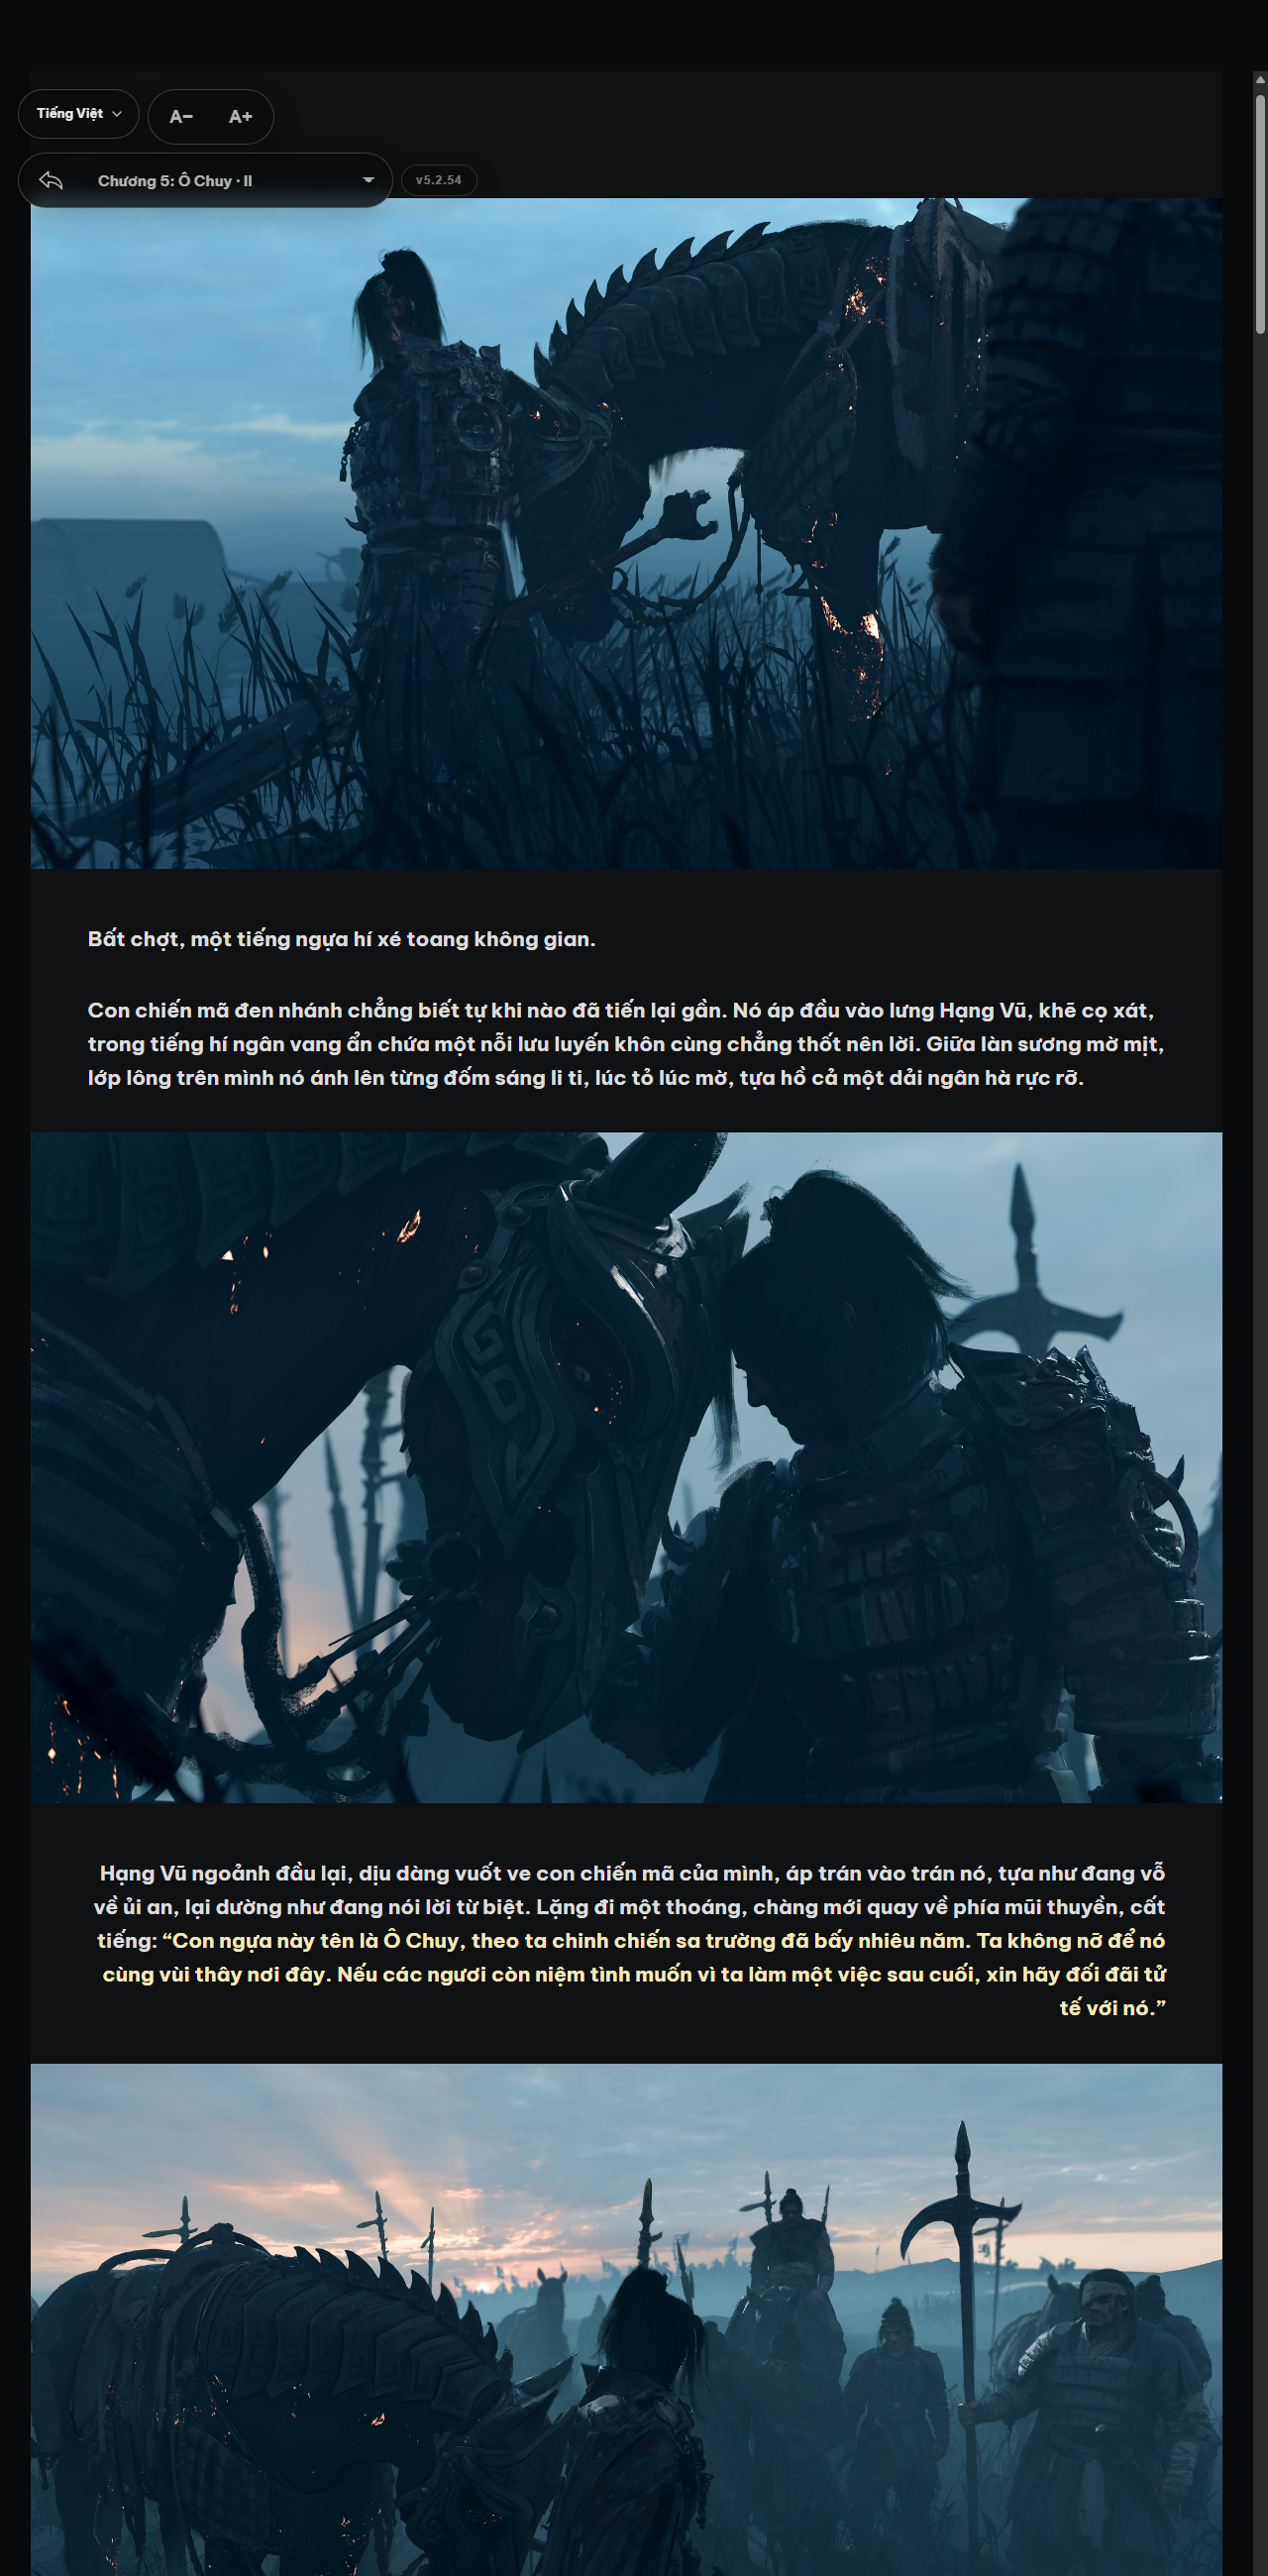 Tiếng Việt
A− A+
Chương 5: Ô Chuy · II
v5.2.54
Bất chợt, một tiếng ngựa hí xé toang không gian.
Con chiến mã đen nhánh chẳng biết tự khi nào đã tiến lại gần. Nó áp đầu vào lưng Hạng Vũ, khẽ cọ xát,
trong tiếng hí ngân vang ẩn chứa một nỗi lưu luyến khôn cùng chẳng thốt nên lời. Giữa làn sương mờ mịt,
lớp lông trên mình nó ánh lên từng đốm sáng li ti, lúc tỏ lúc mờ, tựa hồ cả một dải ngân hà rực rỡ.
Hạng Vũ ngoảnh đầu lại, dịu dàng vuốt ve con chiến mã của mình, áp trán vào trán nó, tựa như đang vỗ
về ủi an, lại dường như đang nói lời từ biệt. Lặng đi một thoáng, chàng mới quay về phía mũi thuyền, cất
tiếng: “Con ngựa này tên là Ô Chuy, theo ta chinh chiến sa trường đã bấy nhiêu năm. Ta không nỡ để nó
cùng vùi thây nơi đây. Nếu các ngươi còn niệm tình muốn vì ta làm một việc sau cuối, xin hãy đối đãi tử
tế với nó.”